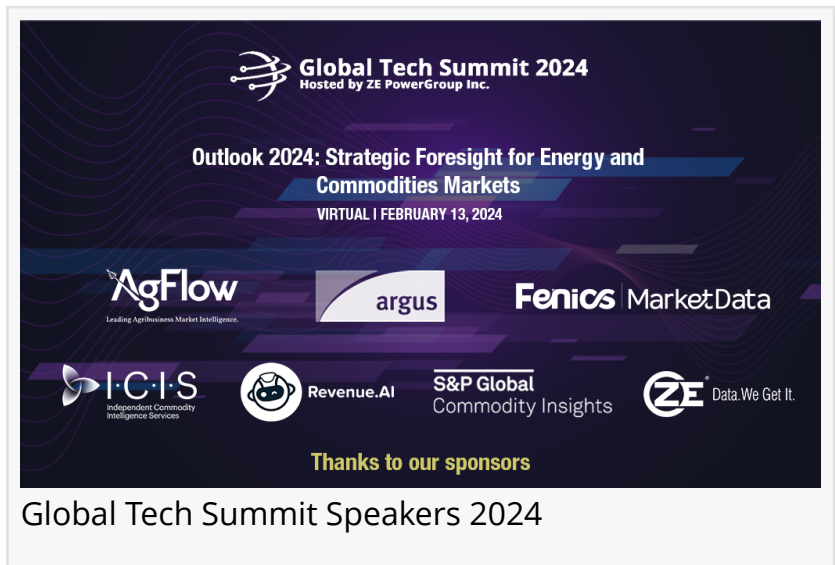 Global Tech Summit 2024
Hosted by ZE PowerGroup Inc.
Outlook 2024: Strategic Foresight for Energy and
Commodities Markets
VIRTUAL | FEBRUARY 13, 2024
AgFlow
Leading Agribusiness Market Intelligence.
argus
Fenics | MarketData
I·C·I·S
Independent Commodity
Intelligence Services
Revenue.AI
S&P Global
Commodity Insights
ZE® Data. We Get It.
Thanks to our sponsors
Global Tech Summit Speakers 2024